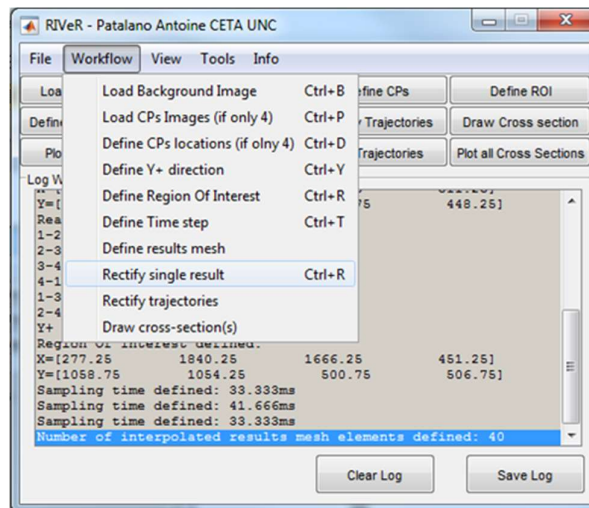 RIVeR - Patalano Antoine CETA UNC
File Workflow View Tools Info
Loa
Load Background Image Ctrl+B
fine CPs
Define ROI
Load CPs Images (if only 4) Ctrl+P
Define
Trajectories
Draw Cross section
Define CPs locations (if olny 4) Ctrl+D
Plo
Trajectories
Plot all Cross Sections
Define Y+ direction Ctrl+Y
Log W
Define Region Of Interest Ctrl+R
Y=[
75 448.25]
Define Time step Ctrl+T
Rea
1-2
Define results mesh
2-3
3-4
Rectify single result Ctrl+R
4-1
1-3
Rectify trajectories
2-4
Draw cross-section(s)
Y+
Region Of Interest defined:
X=[277.25 1840.25 1666.25 451.25]
Y=[1058.75 1054.25 500.75 506.75]
Sampling time defined: 33.333ms
Sampling time defined: 41.666ms
Sampling time defined: 33.333ms
Number of interpolated results mesh elements defined: 40
Clear Log Save Log